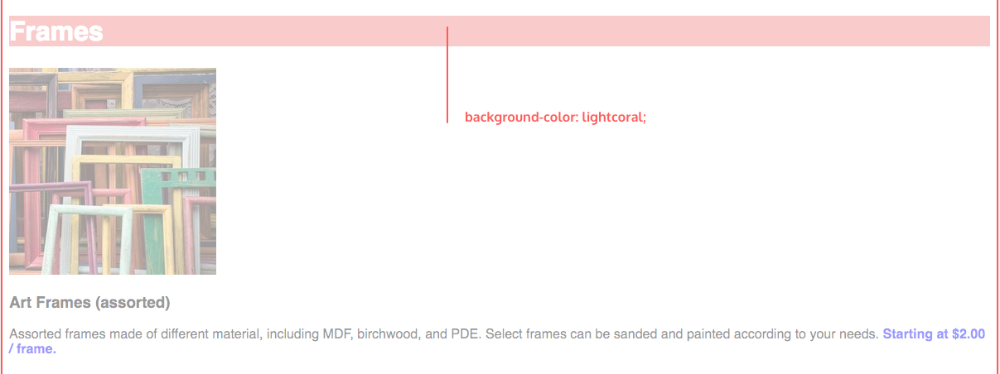 Frames
background-color: lightcoral;
Art Frames (assorted)
Assorted frames made of different material, including MDF, birchwood, and PDE. Select frames can be sanded and painted according to your needs. Starting at $2.00
/ frame.